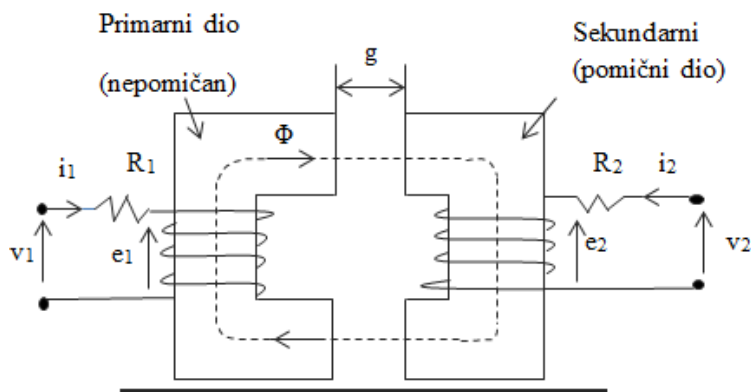 Primarni dio
(nepomičan)
g
Sekundarni
(pomični dio)
Φ
i₁
R₁
R₂
i₂
v₁
e₁
e₂
v₂